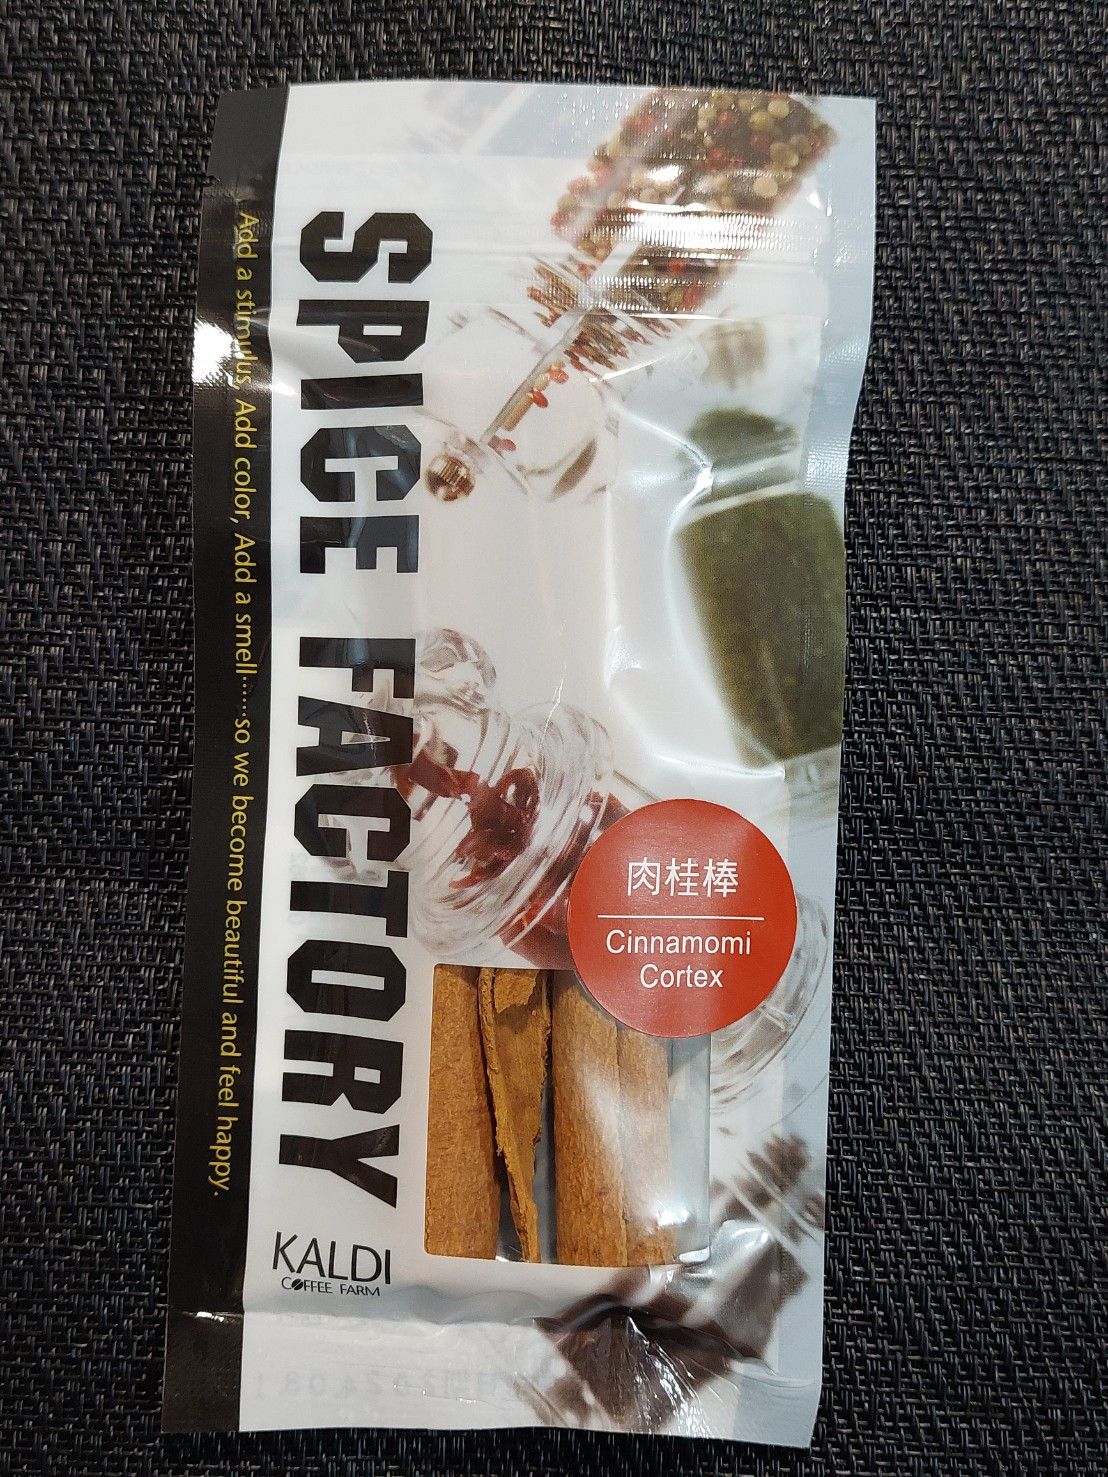 SPICE FACTORY
Add a stimulus, Add color, Add a smell……so we become beautiful and feel happy.
肉桂棒
Cinnamomi
Cortex
KALDI
COFFEE FARM